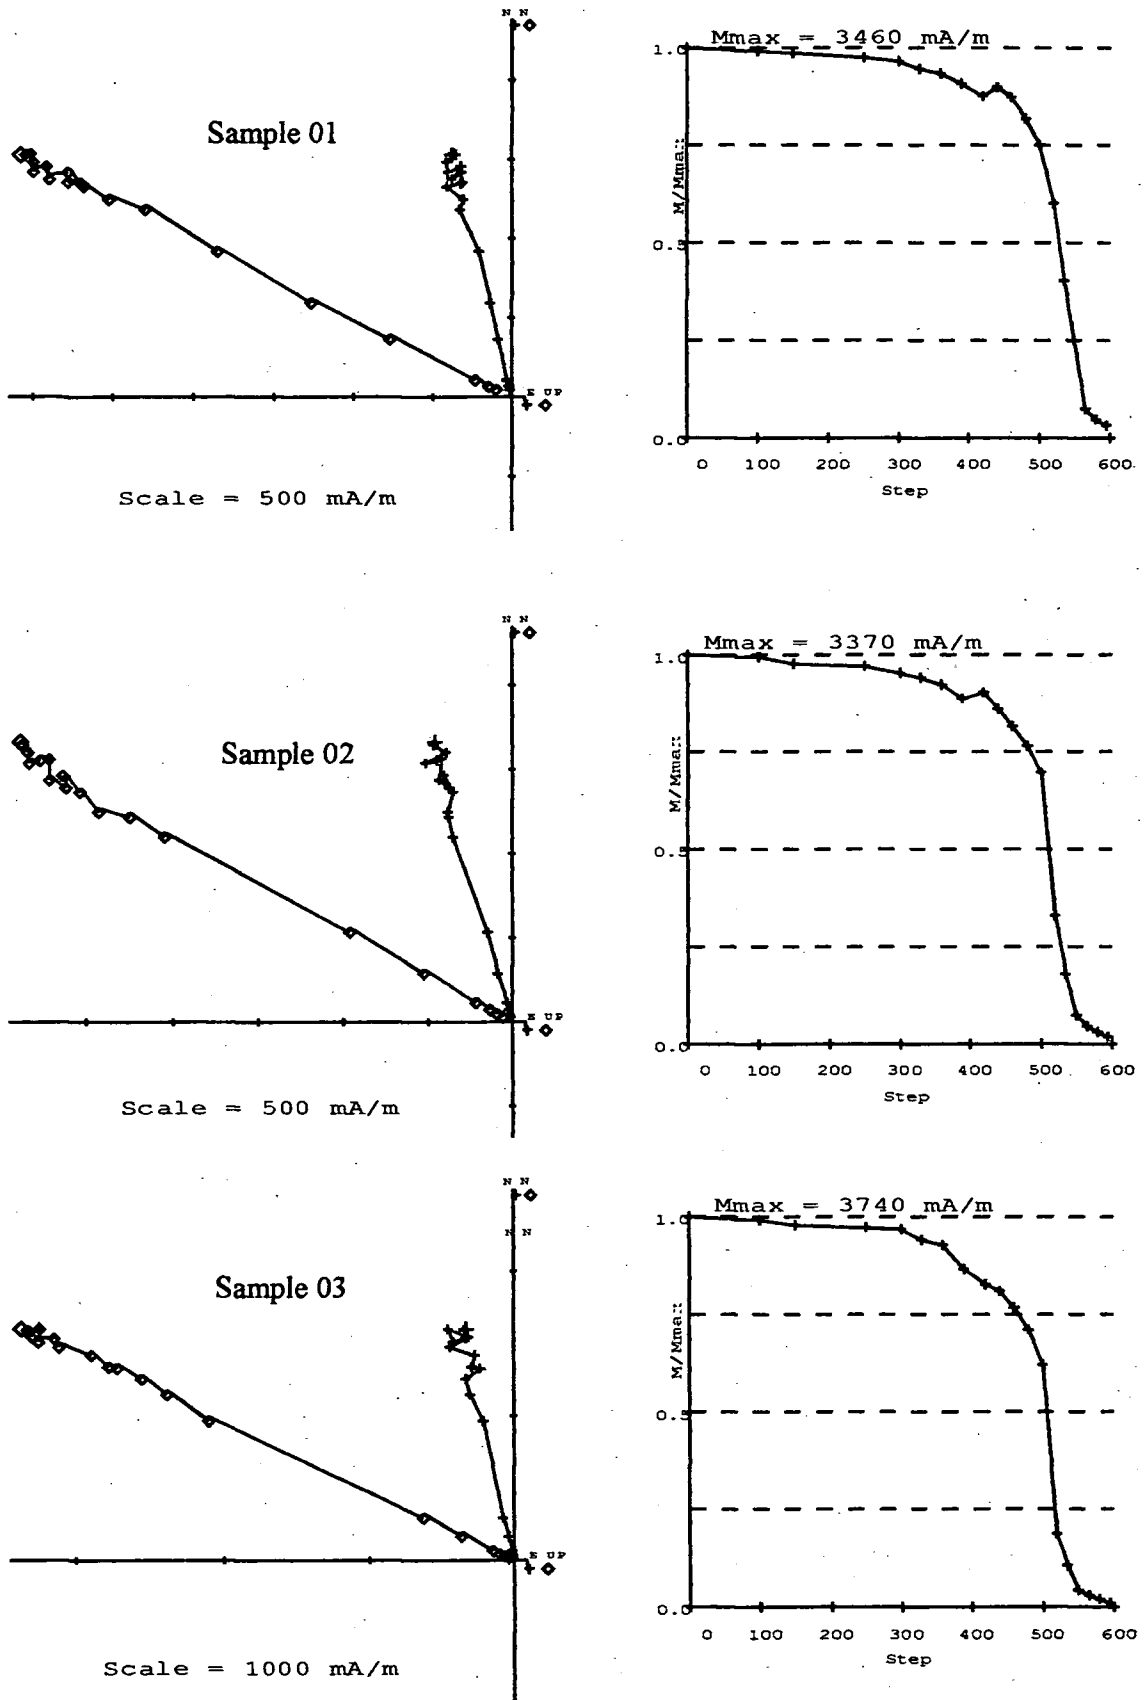 N N
Sample 01
E UP
Scale = 500 mA/m
Mmax = 3460 mA/m
1.0
M/Mmax
0.5
0.0
0 100 200 300 400 500 600
Step
N N
Sample 02
E UP
Scale = 500 mA/m
Mmax = 3370 mA/m
1.0
M/Mmax
0.5
0.0
0 100 200 300 400 500 600
Step
N N
N N
Sample 03
E UP
Scale = 1000 mA/m
Mmax = 3740 mA/m
1.0
M/Mmax
0.5
0.0
0 100 200 300 400 500 600
Step